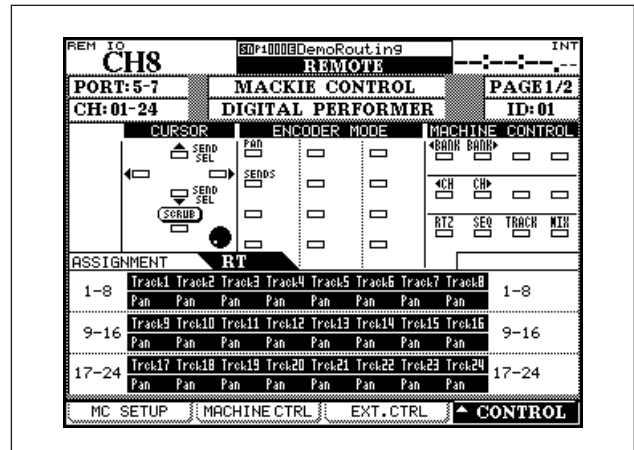 REM IO INT
CH8
SD P1 000E DemoRouting
REMOTE
--:--:--.--
PORT: 5-7 MACKIE CONTROL PAGE 1/2
CH: 01-24 DIGITAL PERFORMER ID: 01
CURSOR ENCODER MODE MACHINE CONTROL
SEND SEL PAN BANK BANK
SEND SEL SENDS CH CH
SCRUB RTZ SEQ TRACK MIX
ASSIGNMENT RT
1-8 Track1 Track2 Track3 Track4 Track5 Track6 Track7 Track8 1-8
Pan Pan Pan Pan Pan Pan Pan Pan
9-16 Track9 Trck10 Trck11 Trck12 Trck13 Trck14 Trck15 Trck16 9-16
Pan Pan Pan Pan Pan Pan Pan Pan
17-24 Trck17 Trck18 Trck19 Trck20 Trck21 Trck22 Trck23 Trck24 17-24
Pan Pan Pan Pan Pan Pan Pan Pan
MC SETUP MACHINE CTRL EXT.CTRL CONTROL